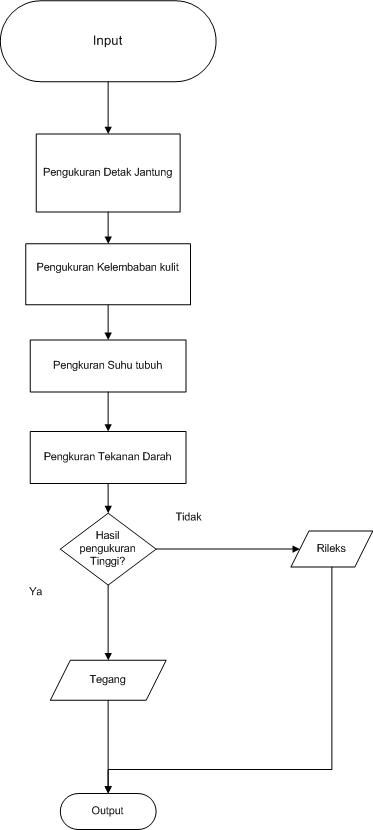 Input
Pengukuran Detak Jantung
Pengukuran Kelembaban kulit
Pengkuran Suhu tubuh
Pengkuran Tekanan Darah
Tidak
Hasil
pengukuran
Tinggi?
Rileks
Ya
Tegang
Output